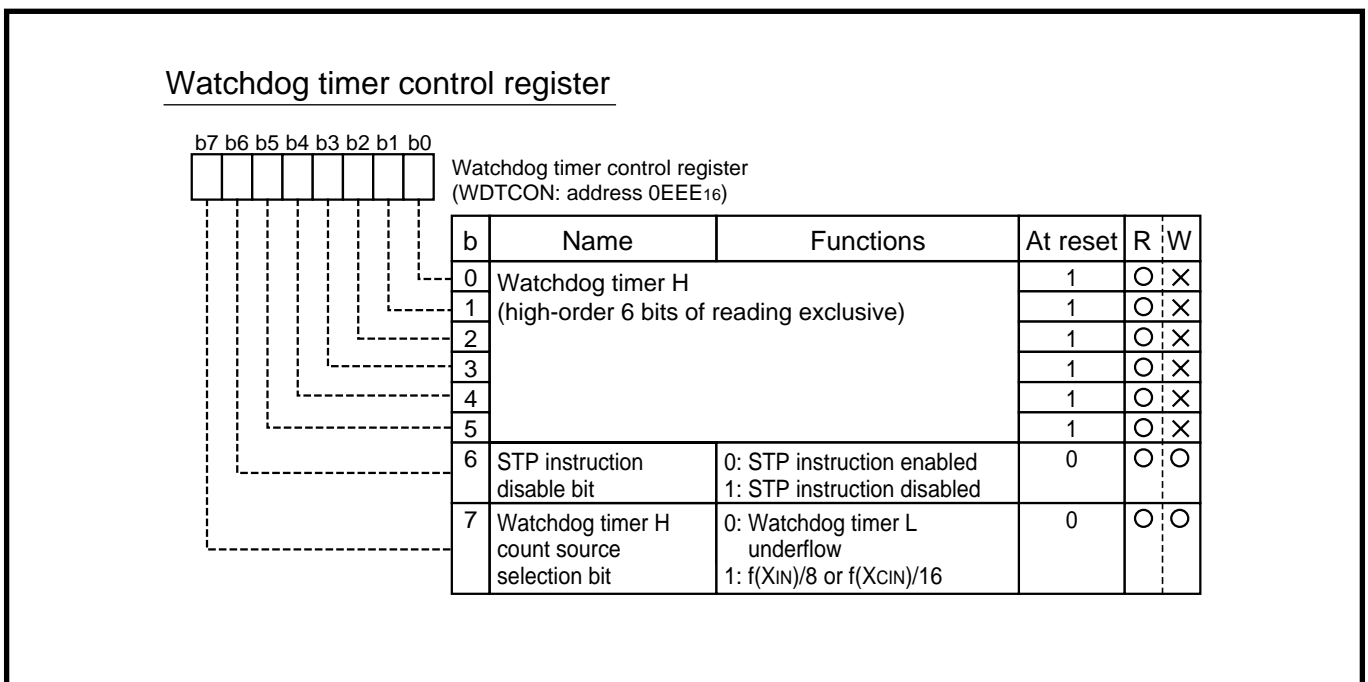 Watchdog timer control register
b7 b6 b5 b4 b3 b2 b1 b0
Watchdog timer control register
(WDTCON: address 0EEE16)
b Name Functions At reset R W
0 Watchdog timer H 1 O X
1 (high-order 6 bits of reading exclusive) 1 O X
2 1 O X
3 1 O X
4 1 O X
5 1 O X
6 STP instruction 0: STP instruction enabled 0 O O
disable bit 1: STP instruction disabled
7 Watchdog timer H 0: Watchdog timer L 0 O O
count source underflow
selection bit 1: f(XIN)/8 or f(XCIN)/16